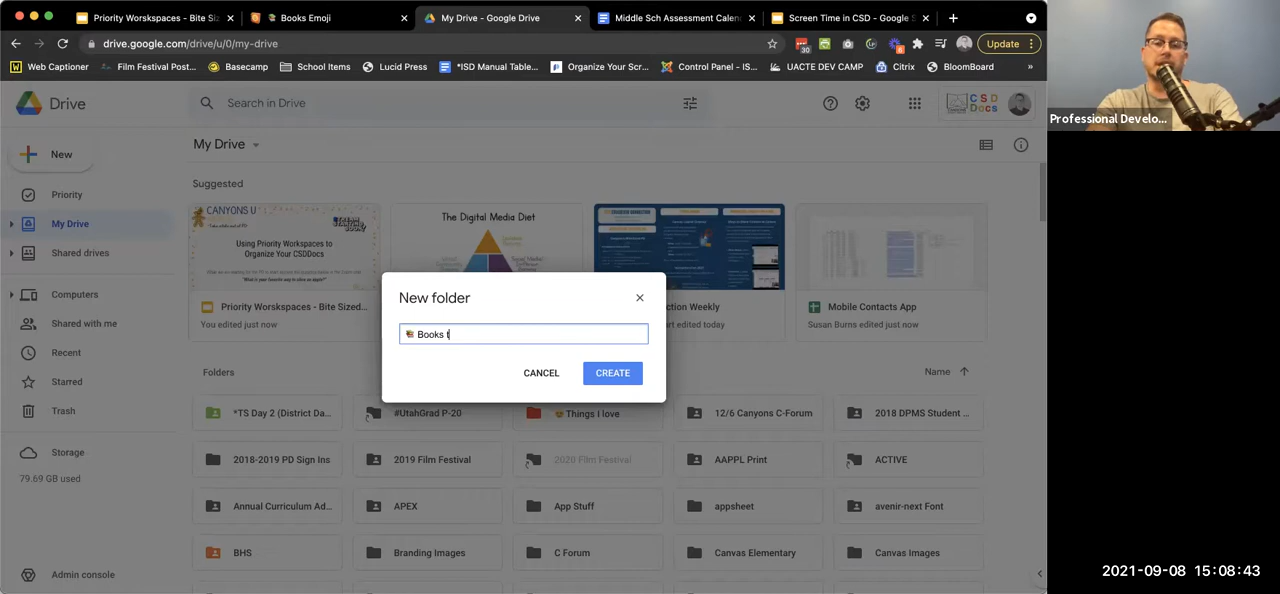 Priority Worskspaces - Bite Siz
Books Emoji
My Drive - Google Drive
Middle Sch Assessment Calen
Screen Time in CSD - Google S
drive.google.com/drive/u/0/my-drive
30
6
Update
Web Captioner
Film Festival Post...
Basecamp
School Items
Lucid Press
*ISD Manual Table...
Organize Your Scr...
Control Panel - IS...
UACTE DEV CAMP
Citrix
BloomBoard
»
Drive
Search in Drive
CSD
Docs
New
My Drive
Priority
My Drive
Shared drives
Computers
Shared with me
Recent
Starred
Trash
Storage
79.69 GB used
Admin console
Suggested
CANYONS U
Using Priority Workspaces to
Organize Your CSDDocs
Priority Worskspaces - Bite Sized...
You edited just now
The Digital Media Diet
ction Weekly
rt edited today
Mobile Contacts App
Susan Burns edited just now
New folder
Books t
CANCEL
CREATE
Folders
Name
*TS Day 2 (District Da...
#UtahGrad P-20
Things I love
12/6 Canyons C-Forum
2018 DPMS Student ...
2018-2019 PD Sign Ins
2019 Film Festival
2020 Film Festival
AAPPL Print
ACTIVE
Annual Curriculum Ad...
APEX
App Stuff
appsheet
avenir-next Font
BHS
Branding Images
C Forum
Canvas Elementary
Canvas Images
Professional Develo...
2021-09-08 15:08:43